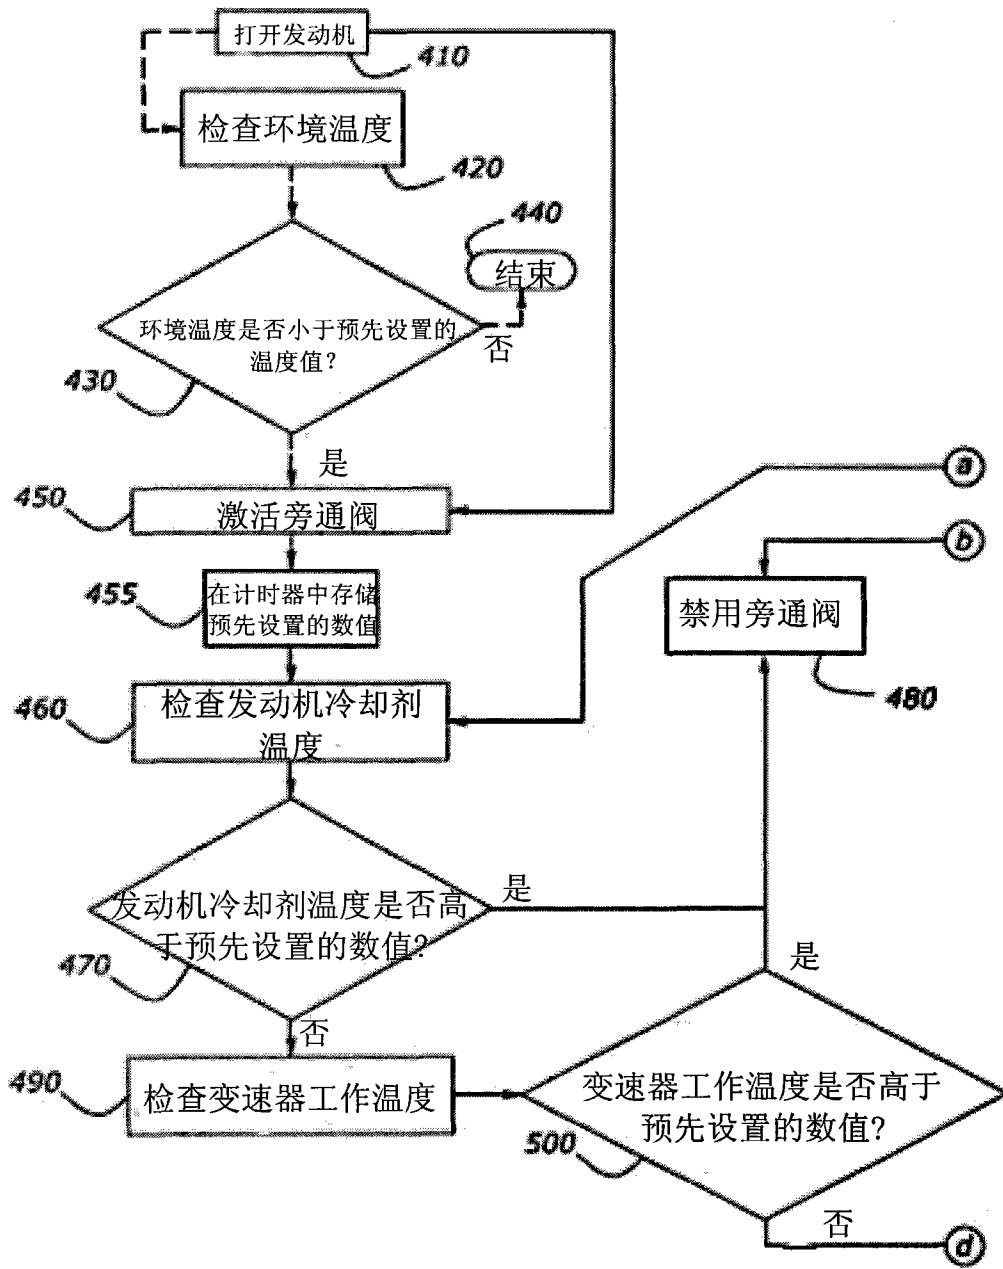 打开发动机
410
检查环境温度
420
440
结束
环境温度是否小于预先设置的
温度值？
否
430
是
a
450
激活旁通阀
b
455
在计时器中存储
预先设置的数值
禁用旁通阀
480
460
检查发动机冷却剂
温度
是
发动机冷却剂温度是否高
于预先设置的数值？
470
是
否
490
检查变速器工作温度
变速器工作温度是否高于
预先设置的数值？
500
否
d